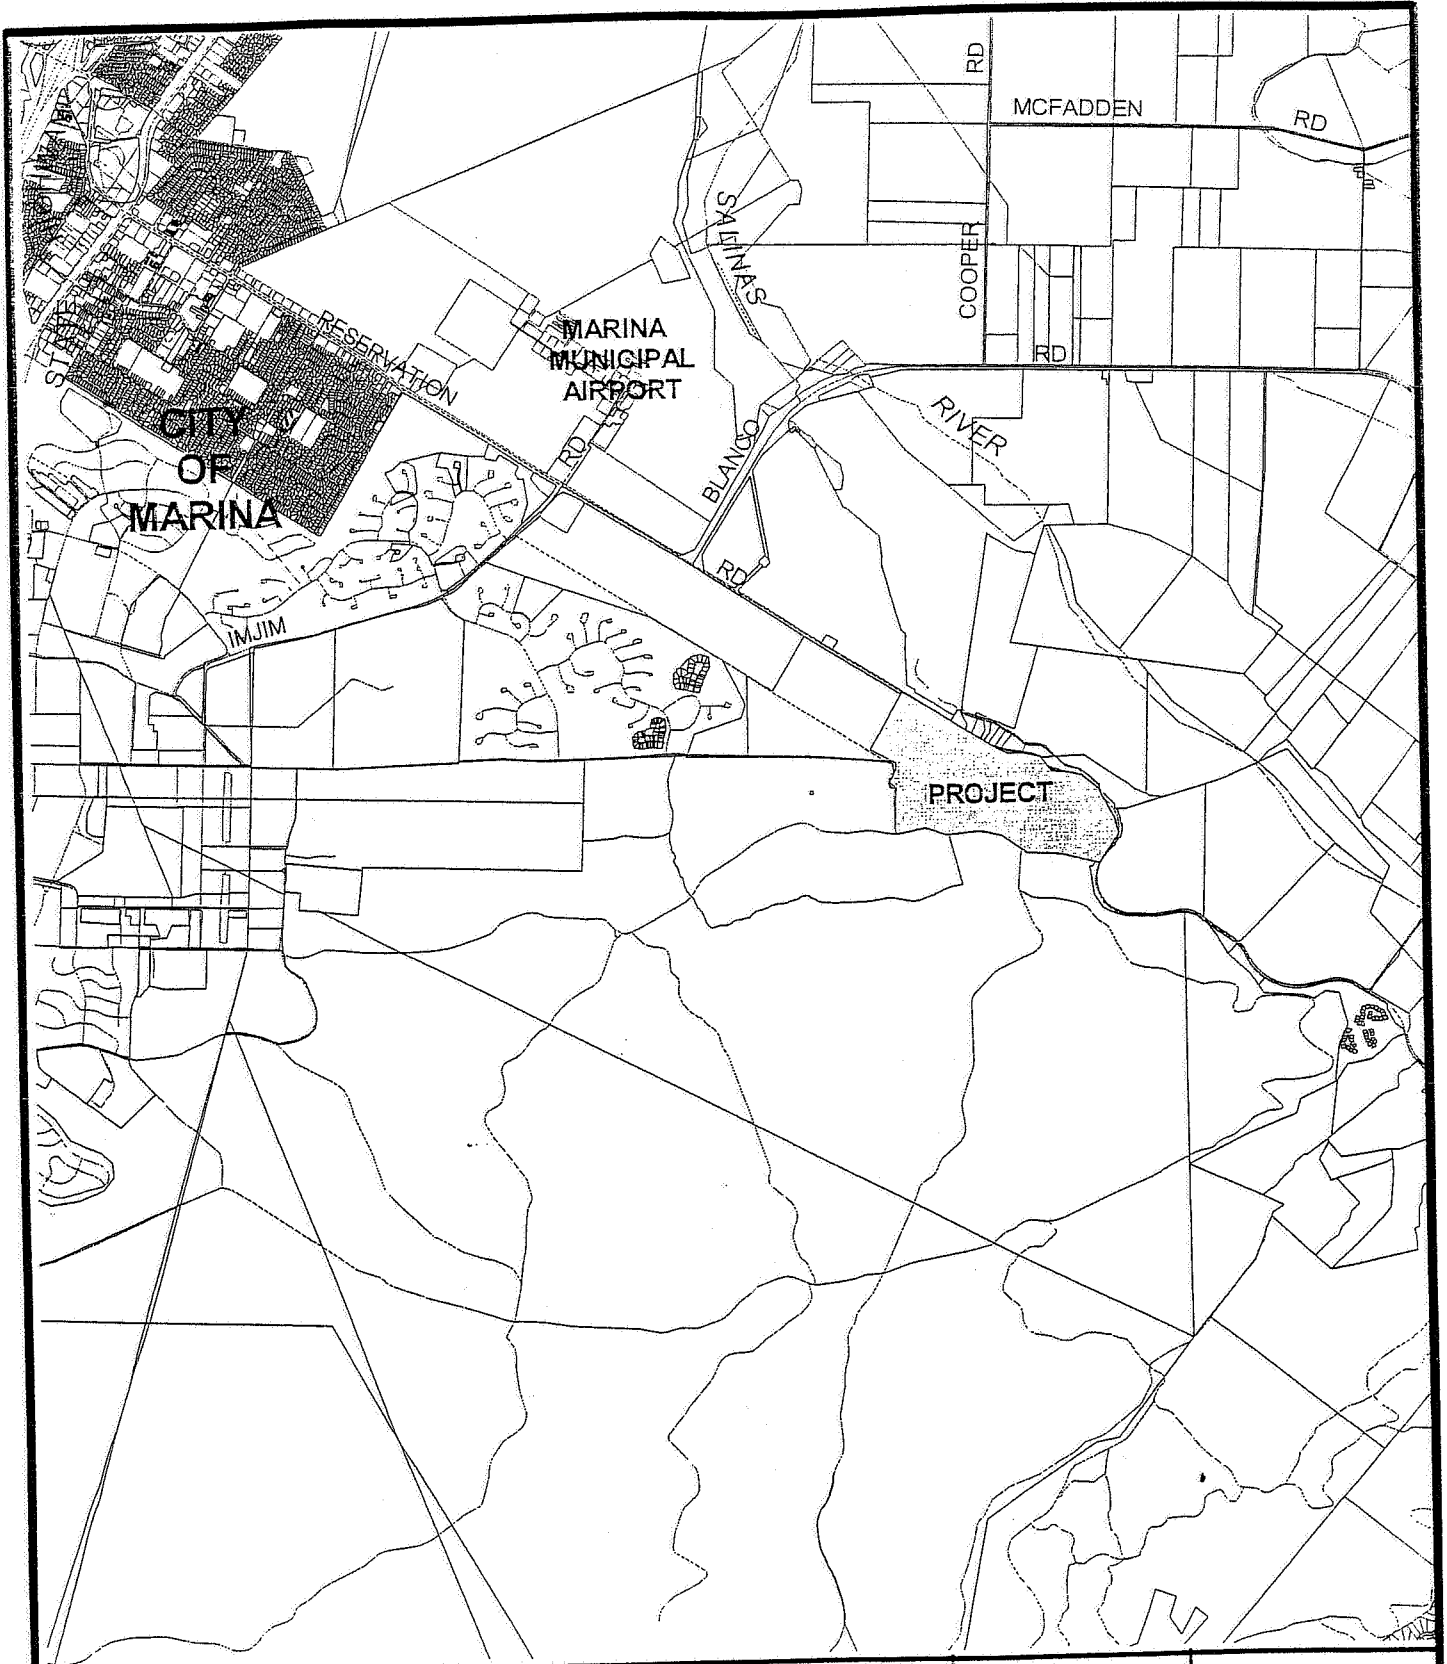 RD
MCFADDEN
RD
SALINAS
COOPER
STATE
RESERVATION
MARINA
MUNICIPAL
AIRPORT
RD
CITY
OF
MARINA
RIVER
RD
BLANCO
RD
IMJIM
PROJECT